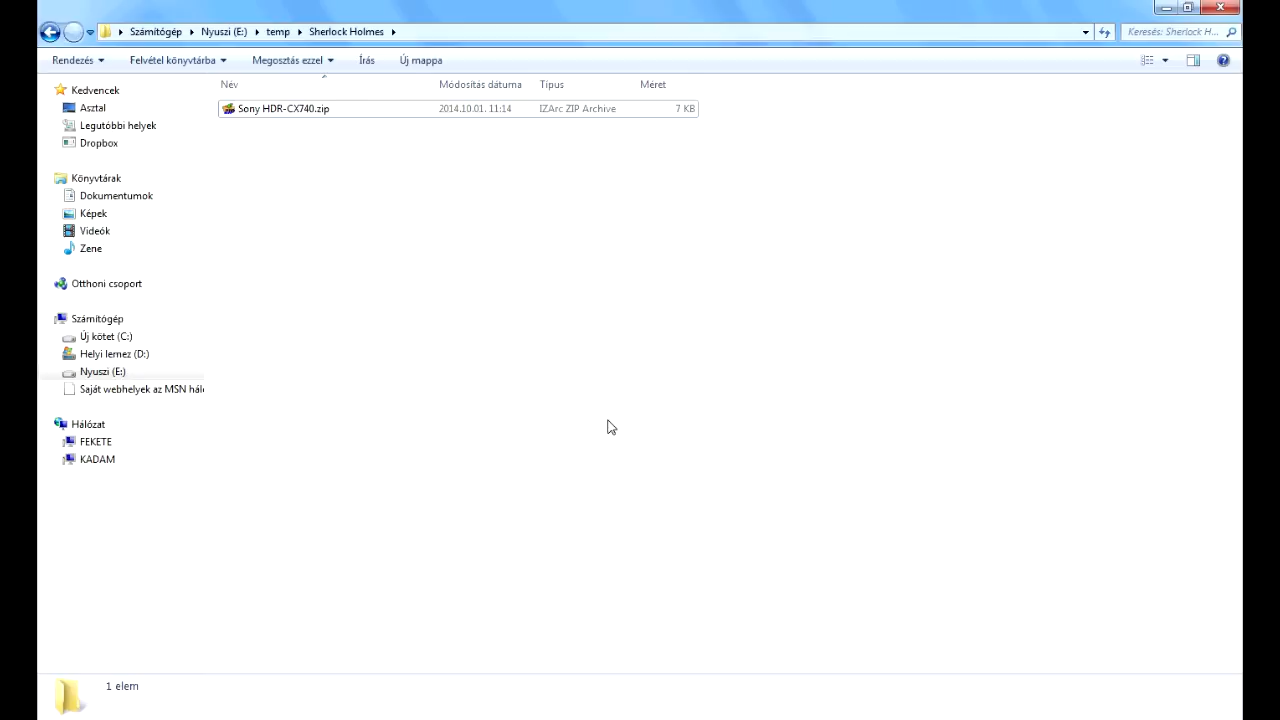 Számítógép Nyuszi (E:) temp Sherlock Holmes
Keresés: Sherlock H...
Rendezés Felvétel könyvtárba Megosztás ezzel Írás Új mappa
Név Módosítás dátuma Típus Méret
Sony HDR-CX740.zip 2014.10.01. 11:14 IZArc ZIP Archive 7 KB
Kedvencek
Asztal
Legutóbbi helyek
Dropbox
Könyvtárak
Dokumentumok
Képek
Videók
Zene
Otthoni csoport
Számítógép
Új kötet (C:)
Helyi lemez (D:)
Nyuszi (E:)
Saját webhelyek az MSN háló
Hálózat
FEKETE
KADAM
1 elem